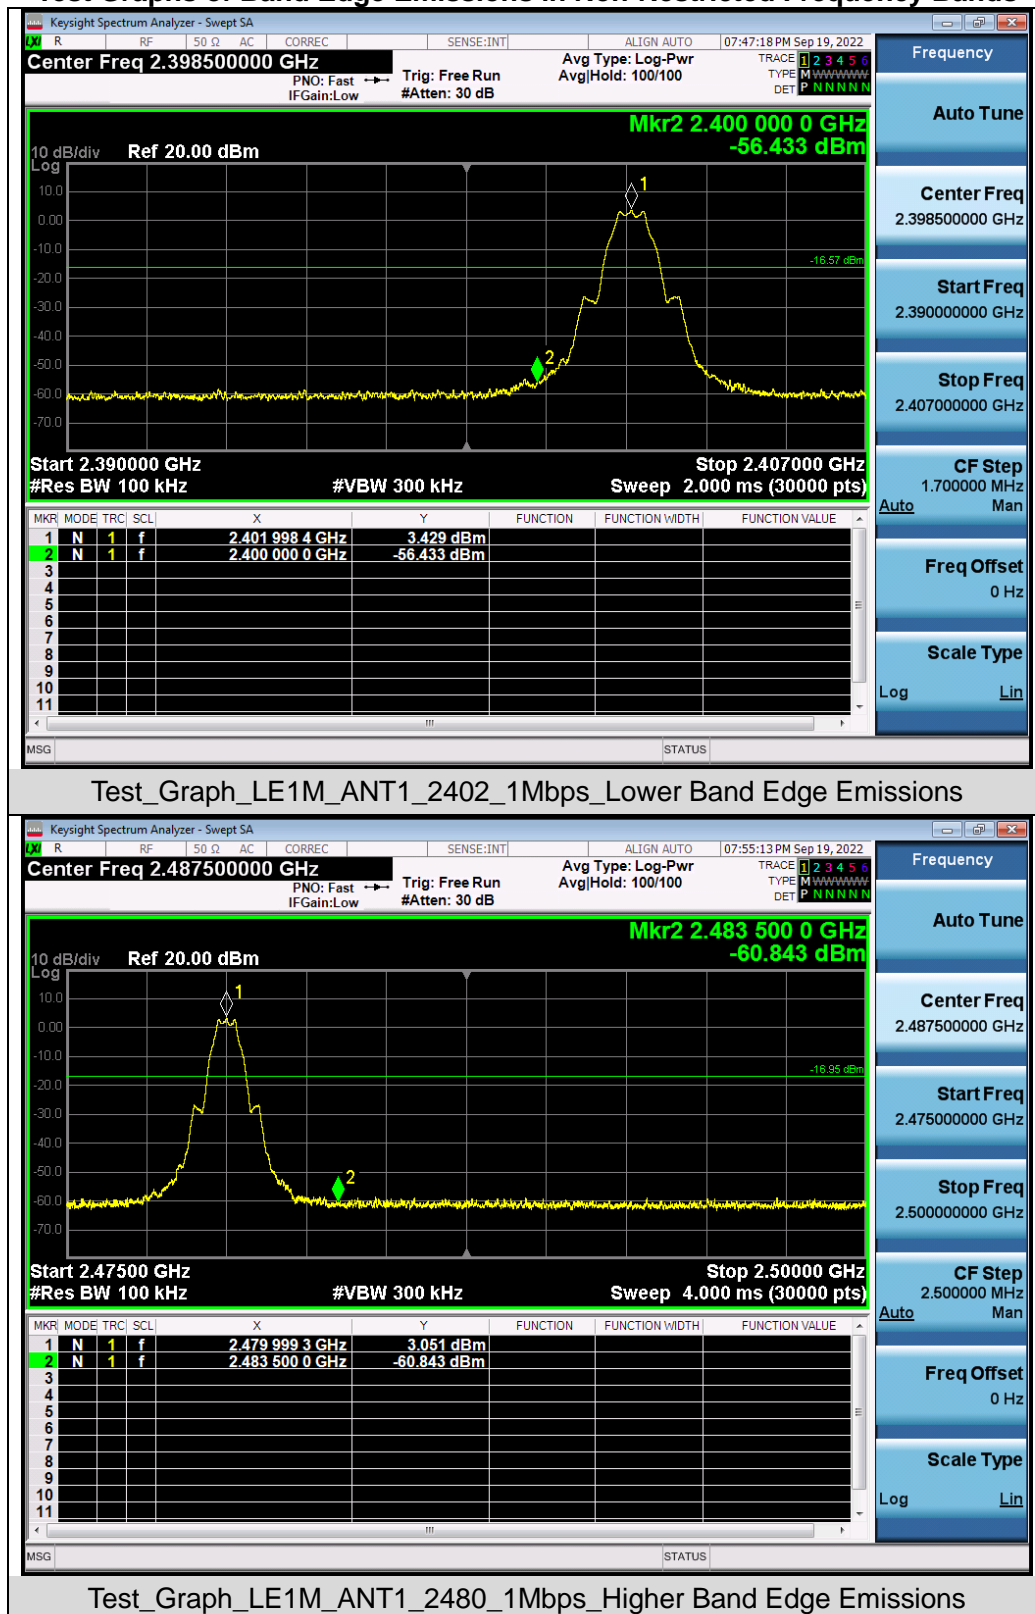 Test Graphs of Band Edge Emissions in Non-Restricted Frequency Bands
Keysight Spectrum Analyzer - Swept SA
LXI R RF 50 Ω AC CORREC SENSE:INT ALIGN AUTO 07:47:18 PM Sep 19, 2022
Center Freq 2.398500000 GHz
PNO: Fast
IFGain:Low
Trig: Free Run
#Atten: 30 dB
Avg Type: Log-Pwr
Avg|Hold: 100/100
TRACE 1 2 3 4 5 6
TYPE M WWWWW
DET P N N N N N
Mkr2 2.400 000 0 GHz
-56.433 dBm
10 dB/div Ref 20.00 dBm
Log
10.0
0.00
-10.0
-20.0
-30.0
-40.0
-50.0
-60.0
-70.0
1
-16.57 dBm
2
Start 2.390000 GHz Stop 2.407000 GHz
#Res BW 100 kHz #VBW 300 kHz Sweep 2.000 ms (30000 pts)
MKR MODE TRC SCL X Y FUNCTION FUNCTION WIDTH FUNCTION VALUE
1 N 1 f 2.401 998 4 GHz 3.429 dBm
2 N 1 f 2.400 000 0 GHz -56.433 dBm
3
4
5
6
7
8
9
10
11
MSG STATUS
Frequency
Auto Tune
Center Freq
2.398500000 GHz
Start Freq
2.390000000 GHz
Stop Freq
2.407000000 GHz
CF Step
1.700000 MHz
Auto Man
Freq Offset
0 Hz
Scale Type
Log Lin
Test_Graph_LE1M_ANT1_2402_1Mbps_Lower Band Edge Emissions
Keysight Spectrum Analyzer - Swept SA
LXI R RF 50 Ω AC CORREC SENSE:INT ALIGN AUTO 07:55:13 PM Sep 19, 2022
Center Freq 2.487500000 GHz
PNO: Fast
IFGain:Low
Trig: Free Run
#Atten: 30 dB
Avg Type: Log-Pwr
Avg|Hold: 100/100
TRACE 1 2 3 4 5 6
TYPE M WWWWW
DET P N N N N N
Mkr2 2.483 500 0 GHz
-60.843 dBm
10 dB/div Ref 20.00 dBm
Log
10.0
0.00
-10.0
-20.0
-30.0
-40.0
-50.0
-60.0
-70.0
1
-16.95 dBm
2
Start 2.47500 GHz Stop 2.50000 GHz
#Res BW 100 kHz #VBW 300 kHz Sweep 4.000 ms (30000 pts)
MKR MODE TRC SCL X Y FUNCTION FUNCTION WIDTH FUNCTION VALUE
1 N 1 f 2.479 999 3 GHz 3.051 dBm
2 N 1 f 2.483 500 0 GHz -60.843 dBm
3
4
5
6
7
8
9
10
11
MSG STATUS
Frequency
Auto Tune
Center Freq
2.487500000 GHz
Start Freq
2.475000000 GHz
Stop Freq
2.500000000 GHz
CF Step
2.500000 MHz
Auto Man
Freq Offset
0 Hz
Scale Type
Log Lin
Test_Graph_LE1M_ANT1_2480_1Mbps_Higher Band Edge Emissions